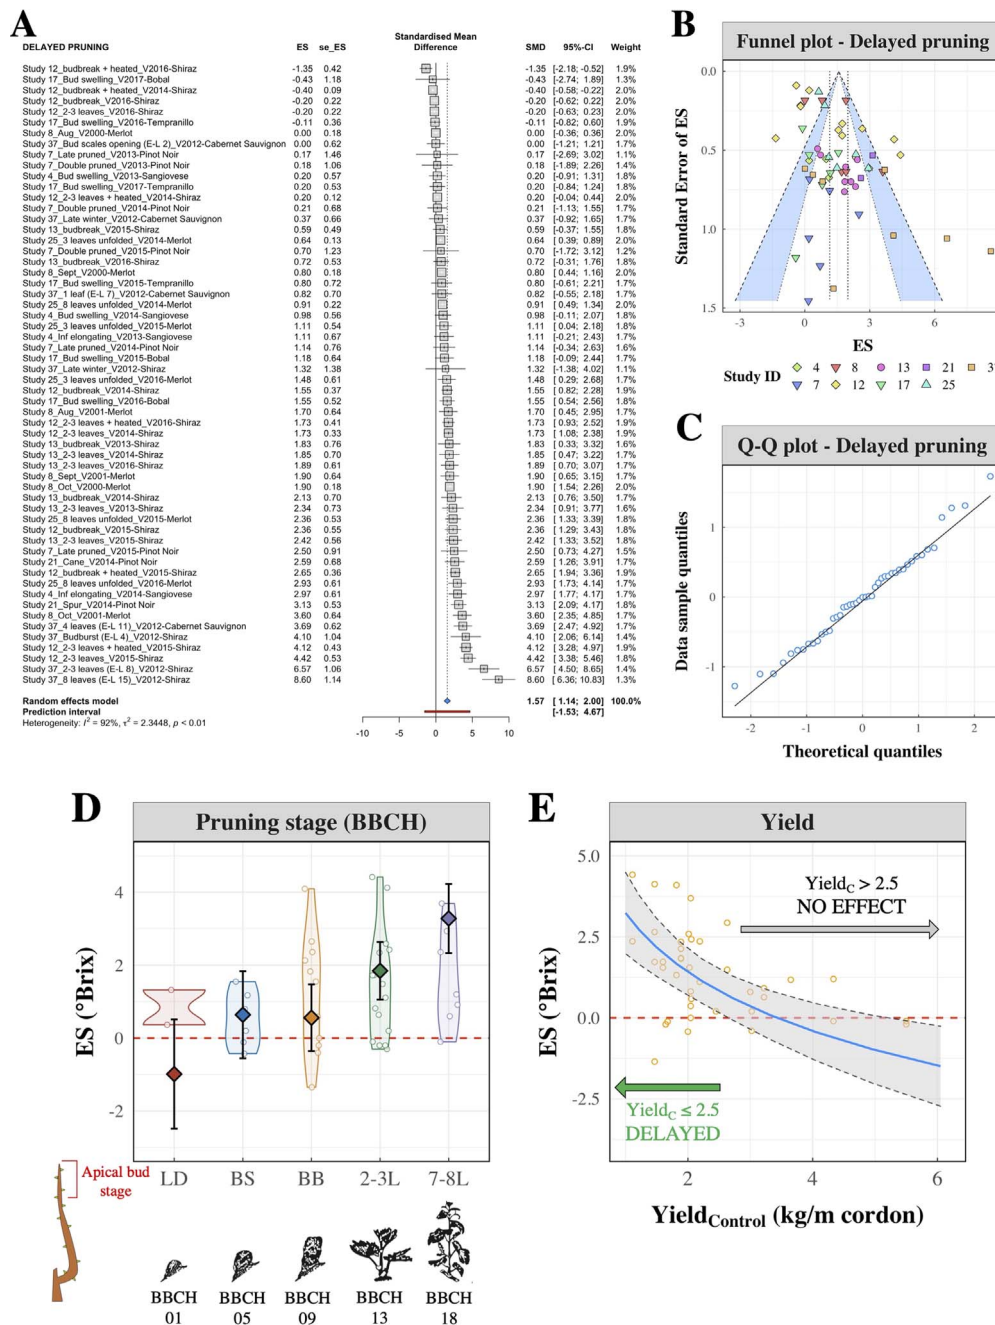 A
DELAYED PRUNING ES se_ES Standardised Mean Difference SMD 95%-CI Weight
Study 12_budbreak + heated_V2016-Shiraz -1.35 0.42 -1.35 [-2.18; -0.52] 1.9%
Study 17_Bud swelling_V2017-Bobal -0.43 1.18 -0.43 [-2.74; 1.89] 1.3%
Study 12_budbreak + heated_V2014-Shiraz -0.40 0.09 -0.40 [-0.58; -0.22] 2.0%
Study 12_budbreak_V2016-Shiraz -0.20 0.22 -0.20 [-0.62; 0.22] 2.0%
Study 12_2-3 leaves_V2016-Shiraz -0.20 0.22 -0.20 [-0.63; 0.23] 2.0%
Study 17_Bud swelling_V2016-Tempranillo -0.11 0.36 -0.11 [-0.82; 0.60] 1.9%
Study 8_Aug_V2000-Merlot 0.00 0.18 0.00 [-0.36; 0.36] 2.0%
Study 37_Bud scales opening (E-L 2)_V2012-Cabernet Sauvignon 0.00 0.62 0.00 [-1.21; 1.21] 1.7%
Study 7_Late pruned_V2013-Pinot Noir 0.17 1.46 0.17 [-2.69; 3.02] 1.1%
Study 7_Double pruned_V2013-Pinot Noir 0.18 1.06 0.18 [-1.89; 2.26] 1.4%
Study 4_Bud swelling_V2013-Sangiovese 0.20 0.57 0.20 [-0.91; 1.31] 1.8%
Study 17_Bud swelling_V2017-Tempranillo 0.20 0.53 0.20 [-0.84; 1.24] 1.8%
Study 12_2-3 leaves + heated_V2014-Shiraz 0.20 0.12 0.20 [-0.04; 0.44] 2.0%
Study 7_Double pruned_V2014-Pinot Noir 0.21 0.68 0.21 [-1.13; 1.55] 1.7%
Study 37_Late winter_V2012-Cabernet Sauvignon 0.37 0.66 0.37 [-0.92; 1.65] 1.7%
Study 13_budbreak_V2015-Shiraz 0.59 0.49 0.59 [-0.37; 1.55] 1.8%
Study 25_3 leaves unfolded_V2014-Merlot 0.64 0.13 0.64 [ 0.39; 0.89] 2.0%
Study 7_Double pruned_V2015-Pinot Noir 0.70 1.23 0.70 [-1.72; 3.12] 1.3%
Study 13_budbreak_V2016-Shiraz 0.72 0.53 0.72 [-0.31; 1.76] 1.8%
Study 8_Sept_V2000-Merlot 0.80 0.18 0.80 [ 0.44; 1.16] 2.0%
Study 17_Bud swelling_V2015-Tempranillo 0.80 0.72 0.80 [-0.61; 2.21] 1.7%
Study 37_1 leaf (E-L 7)_V2012-Cabernet Sauvignon 0.82 0.70 0.82 [-0.55; 2.18] 1.7%
Study 25_8 leaves unfolded_V2014-Merlot 0.91 0.22 0.91 [ 0.49; 1.34] 2.0%
Study 4_Bud swelling_V2014-Sangiovese 0.98 0.56 0.98 [-0.11; 2.07] 1.8%
Study 25_3 leaves unfolded_V2015-Merlot 1.11 0.54 1.11 [ 0.04; 2.18] 1.8%
Study 4_Inf elongating_V2013-Sangiovese 1.11 0.67 1.11 [-0.21; 2.43] 1.7%
Study 7_Late pruned_V2014-Pinot Noir 1.14 0.76 1.14 [-0.34; 2.63] 1.7%
Study 17_Bud swelling_V2015-Bobal 1.18 0.64 1.18 [-0.09; 2.44] 1.7%
Study 37_Late winter_V2012-Shiraz 1.32 1.38 1.32 [-1.38; 4.02] 1.2%
Study 25_3 leaves unfolded_V2016-Merlot 1.48 0.61 1.48 [ 0.29; 2.68] 1.7%
Study 12_budbreak_V2014-Shiraz 1.55 0.37 1.55 [ 0.82; 2.28] 1.9%
Study 17_Bud swelling_V2016-Bobal 1.55 0.52 1.55 [ 0.54; 2.56] 1.8%
Study 8_Aug_V2001-Merlot 1.70 0.64 1.70 [ 0.45; 2.95] 1.7%
Study 12_2-3 leaves + heated_V2016-Shiraz 1.73 0.41 1.73 [ 0.93; 2.52] 1.9%
Study 12_2-3 leaves_V2014-Shiraz 1.73 0.33 1.73 [ 1.08; 2.38] 1.9%
Study 13_budbreak_V2013-Shiraz 1.83 0.76 1.83 [ 0.33; 3.32] 1.6%
Study 13_2-3 leaves_V2014-Shiraz 1.85 0.70 1.85 [ 0.47; 3.22] 1.7%
Study 13_2-3 leaves_V2016-Shiraz 1.89 0.61 1.89 [ 0.70; 3.07] 1.7%
Study 8_Sept_V2001-Merlot 1.90 0.64 1.90 [ 0.65; 3.15] 1.7%
Study 8_Oct_V2000-Merlot 1.90 0.18 1.90 [ 1.54; 2.26] 2.0%
Study 13_budbreak_V2014-Shiraz 2.13 0.70 2.13 [ 0.76; 3.50] 1.7%
Study 13_2-3 leaves_V2013-Shiraz 2.34 0.73 2.34 [ 0.91; 3.77] 1.7%
Study 25_8 leaves unfolded_V2015-Merlot 2.36 0.53 2.36 [ 1.33; 3.39] 1.8%
Study 12_budbreak_V2015-Shiraz 2.36 0.55 2.36 [ 1.29; 3.43] 1.8%
Study 13_2-3 leaves_V2015-Shiraz 2.42 0.56 2.42 [ 1.33; 3.52] 1.8%
Study 7_Late pruned_V2015-Pinot Noir 2.50 0.91 2.50 [ 0.73; 4.27] 1.5%
Study 21_Cane_V2014-Pinot Noir 2.59 0.68 2.59 [ 1.26; 3.91] 1.7%
Study 12_budbreak + heated_V2015-Shiraz 2.65 0.36 2.65 [ 1.94; 3.36] 1.9%
Study 25_8 leaves unfolded_V2016-Merlot 2.93 0.61 2.93 [ 1.73; 4.14] 1.7%
Study 4_Inf elongating_V2014-Sangiovese 2.97 0.61 2.97 [ 1.77; 4.17] 1.7%
Study 21_Spur_V2014-Pinot Noir 3.13 0.53 3.13 [ 2.09; 4.17] 1.8%
Study 8_Oct_V2001-Merlot 3.60 0.64 3.60 [ 2.35; 4.85] 1.7%
Study 37_4 leaves (E-L 11)_V2012-Cabernet Sauvignon 3.69 0.62 3.69 [ 2.47; 4.92] 1.7%
Study 37_Budburst (E-L 4)_V2012-Shiraz 4.10 1.04 4.10 [ 2.06; 6.14] 1.4%
Study 12_2-3 leaves + heated_V2015-Shiraz 4.12 0.43 4.12 [ 3.28; 4.97] 1.9%
Study 12_2-3 leaves_V2015-Shiraz 4.42 0.53 4.42 [ 3.38; 5.46] 1.8%
Study 37_2-3 leaves (E-L 8)_V2012-Shiraz 6.57 1.06 6.57 [ 4.50; 8.65] 1.4%
Study 37_8 leaves (E-L 15)_V2012-Shiraz 8.60 1.14 8.60 [ 6.36; 10.83] 1.3%
Random effects model 1.57 [ 1.14; 2.00] 100.0%
Prediction interval [-1.53; 4.67]
Heterogeneity: I² = 92%, τ² = 2.3448, p < 0.01
-10 -5 0 5 10
B
Funnel plot - Delayed pruning
Standard Error of ES
0.0
0.5
1.0
1.5
-3 0 3 6
ES
Study ID
4 8 13 21 3
7 12 17 25
C
Q-Q plot - Delayed pruning
Data sample quantiles
1
0
-1
-2 -1 0 1 2
Theoretical quantiles
D
Pruning stage (BBCH)
ES (°Brix)
4
2
0
-2
LD BS BB 2-3L 7-8L
Apical bud
stage
BBCH BBCH BBCH BBCH BBCH
01 05 09 13 18
E
Yield
ES (°Brix)
5.0
2.5
0.0
-2.5
YieldC > 2.5
NO EFFECT
YieldC ≤ 2.5
DELAYED
2 4 6
YieldControl (kg/m cordon)